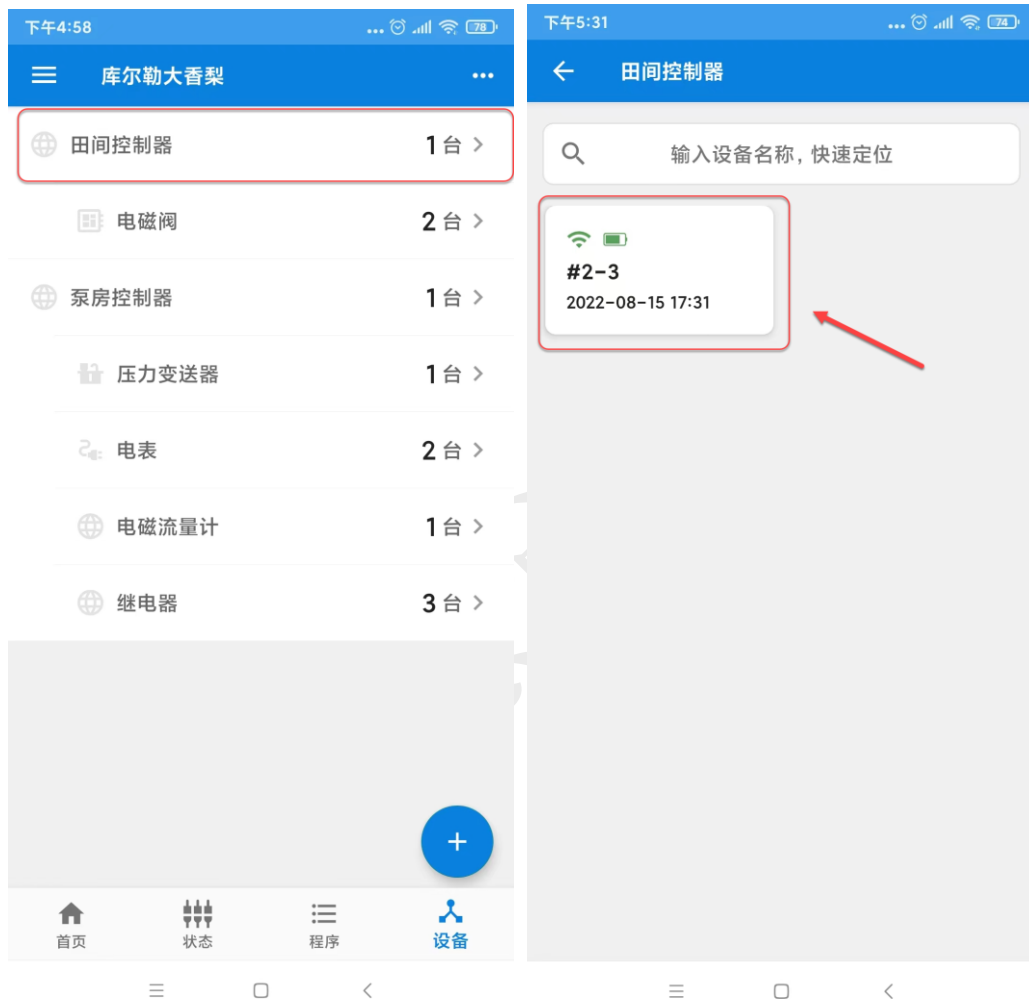 下午4:58
78
库尔勒大香梨
田间控制器 1台
电磁阀 2台
泵房控制器 1台
压力变送器 1台
电表 2台
电磁流量计 1台
继电器 3台
首页 状态 程序 设备
下午5:31
74
田间控制器
输入设备名称,快速定位
#2-3
2022-08-15 17:31